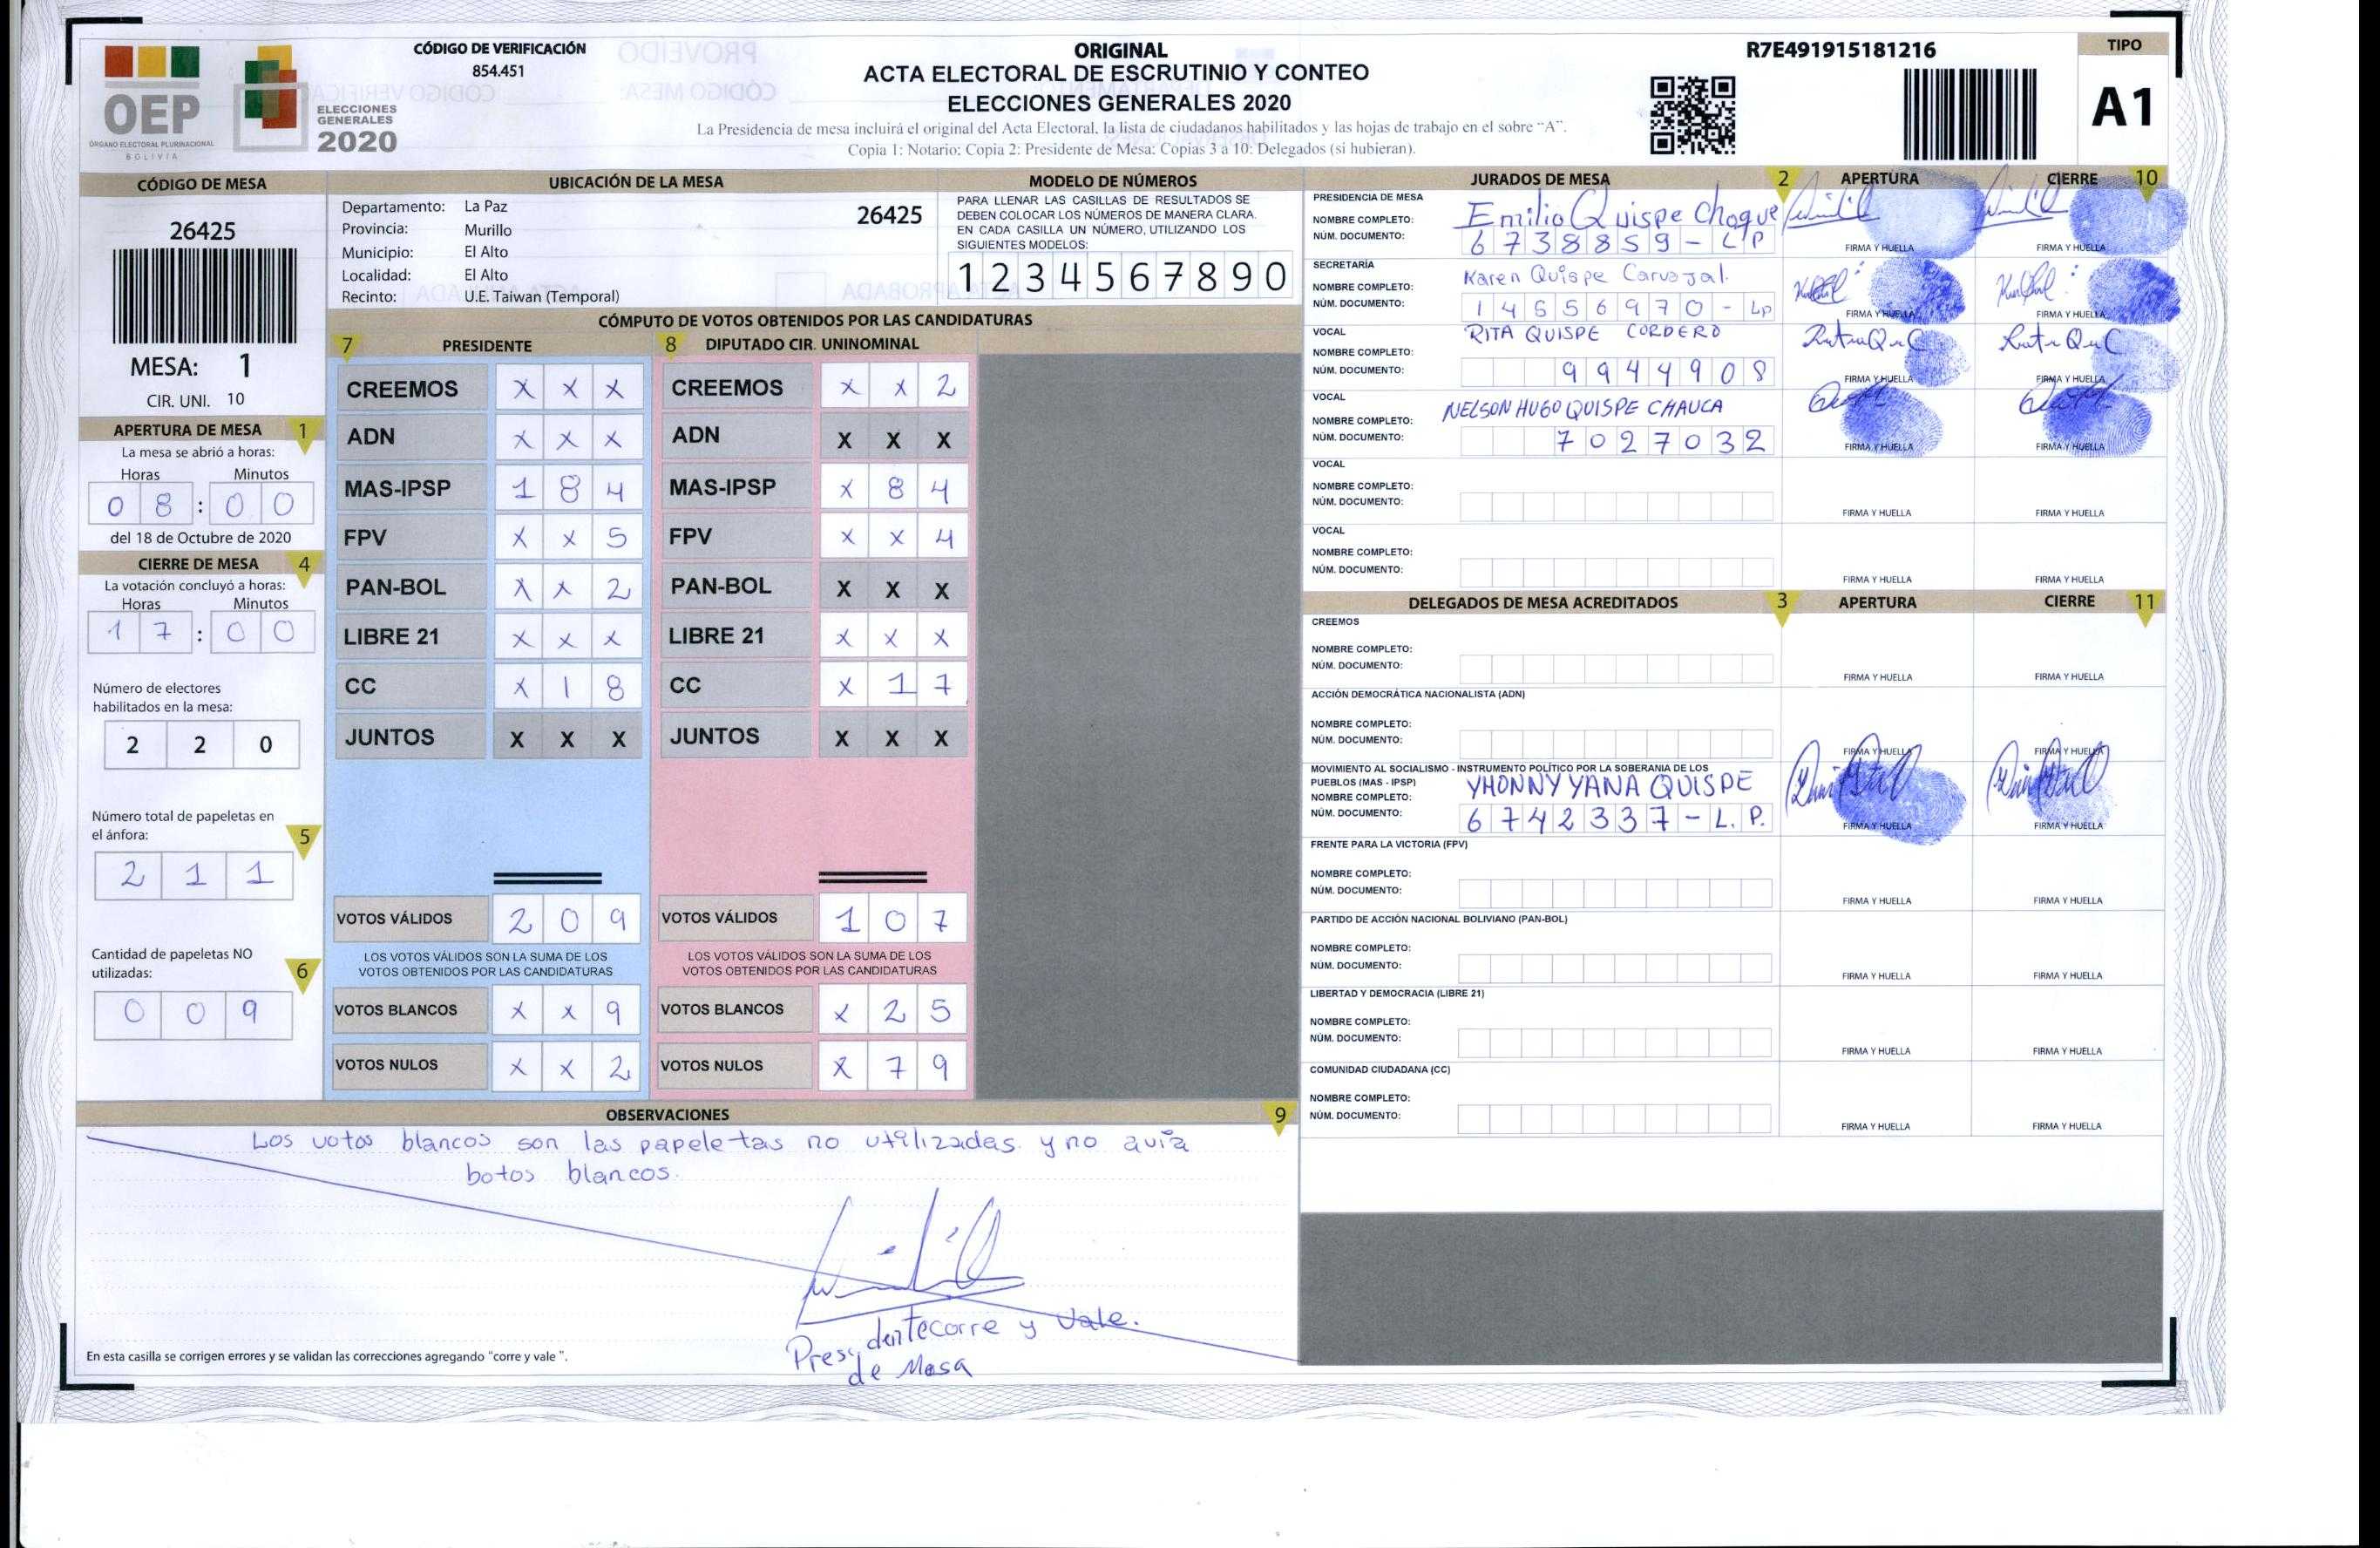 CÓDIGO DE VERIFICACIÓN
854.451
ORIGINAL
ACTA ELECTORAL DE ESCRUTINIO Y CONTEO
ELECCIONES GENERALES 2020
La Presidencia de mesa incluirá el original del Acta Electoral, la lista de ciudadanos habilitados y las hojas de trabajo en el sobre "A".
Copia 1: Notario; Copia 2: Presidente de Mesa; Copias 3 a 10: Delegados (si hubieran).
R7E491915181216
TIPO
A1
OEP
ÓRGANO ELECTORAL PLURINACIONAL
BOLIVIA
ELECCIONES
GENERALES
2020
CÓDIGO DE MESA
26425
MESA: 1
CIR. UNI. 10
APERTURA DE MESA 1
La mesa se abrió a horas:
Horas Minutos
0 8 : 0 0
del 18 de Octubre de 2020
CIERRE DE MESA 4
La votación concluyó a horas:
Horas Minutos
1 7 : 0 0
Número de electores
habilitados en la mesa:
2 2 0
Número total de papeletas en
el ánfora: 5
2 1 1
Cantidad de papeletas NO
utilizadas: 6
0 0 9
UBICACIÓN DE LA MESA
Departamento: La Paz 26425
Provincia: Murillo
Municipio: El Alto
Localidad: El Alto
Recinto: U.E. Taiwan (Temporal)
MODELO DE NÚMEROS
PARA LLENAR LAS CASILLAS DE RESULTADOS SE
DEBEN COLOCAR LOS NÚMEROS DE MANERA CLARA.
EN CADA CASILLA UN NÚMERO, UTILIZANDO LOS
SIGUIENTES MODELOS:
1 2 3 4 5 6 7 8 9 0
CÓMPUTO DE VOTOS OBTENIDOS POR LAS CANDIDATURAS
7 PRESIDENTE
CREEMOS X X X
ADN X X X
MAS-IPSP 1 8 4
FPV X X 5
PAN-BOL X X 2
LIBRE 21 X X X
CC X 1 8
JUNTOS X X X
VOTOS VÁLIDOS 2 0 9
LOS VOTOS VÁLIDOS SON LA SUMA DE LOS
VOTOS OBTENIDOS POR LAS CANDIDATURAS
VOTOS BLANCOS X X 9
VOTOS NULOS X X 2
8 DIPUTADO CIR. UNINOMINAL
CREEMOS X X 2
ADN X X X
MAS-IPSP X 8 4
FPV X X 4
PAN-BOL X X X
LIBRE 21 X X X
CC X 1 7
JUNTOS X X X
VOTOS VÁLIDOS 1 0 7
LOS VOTOS VÁLIDOS SON LA SUMA DE LOS
VOTOS OBTENIDOS POR LAS CANDIDATURAS
VOTOS BLANCOS X 2 5
VOTOS NULOS X 7 9
OBSERVACIONES 9
Los votos blancos son las papeletas no utilizadas y no avia
botos blancos.
corre y vale.
Presidente
de Mesa
En esta casilla se corrigen errores y se validan las correcciones agregando "corre y vale ".
JURADOS DE MESA 2 APERTURA CIERRE 10
PRESIDENCIA DE MESA
NOMBRE COMPLETO: Emilio Quispe Choque
NÚM. DOCUMENTO: 6738859-LP
FIRMA Y HUELLA FIRMA Y HUELLA
SECRETARÍA
NOMBRE COMPLETO: Karen Quispe Carvajal.
NÚM. DOCUMENTO: -LP
FIRMA Y HUELLA FIRMA Y HUELLA
VOCAL
NOMBRE COMPLETO: RITA QUISPE CORDERO
NÚM. DOCUMENTO: 9944908
FIRMA Y HUELLA FIRMA Y HUELLA
VOCAL
NOMBRE COMPLETO: NELSON HUGO QUISPE CHAUCA
NÚM. DOCUMENTO: 7027032
FIRMA Y HUELLA FIRMA Y HUELLA
VOCAL
NOMBRE COMPLETO:
NÚM. DOCUMENTO:
FIRMA Y HUELLA FIRMA Y HUELLA
VOCAL
NOMBRE COMPLETO:
NÚM. DOCUMENTO:
FIRMA Y HUELLA FIRMA Y HUELLA
DELEGADOS DE MESA ACREDITADOS 3 APERTURA CIERRE 11
CREEMOS
NOMBRE COMPLETO:
NÚM. DOCUMENTO:
FIRMA Y HUELLA FIRMA Y HUELLA
ACCIÓN DEMOCRÁTICA NACIONALISTA (ADN)
NOMBRE COMPLETO:
NÚM. DOCUMENTO:
FIRMA Y HUELLA FIRMA Y HUELLA
MOVIMIENTO AL SOCIALISMO - INSTRUMENTO POLÍTICO POR LA SOBERANIA DE LOS
PUEBLOS (MAS - IPSP)
NOMBRE COMPLETO: YHONNY YANA QUISPE
NÚM. DOCUMENTO: 6742337-L.P.
FIRMA Y HUELLA FIRMA Y HUELLA
FRENTE PARA LA VICTORIA (FPV)
NOMBRE COMPLETO:
NÚM. DOCUMENTO:
FIRMA Y HUELLA FIRMA Y HUELLA
PARTIDO DE ACCIÓN NACIONAL BOLIVIANO (PAN-BOL)
NOMBRE COMPLETO:
NÚM. DOCUMENTO:
FIRMA Y HUELLA FIRMA Y HUELLA
LIBERTAD Y DEMOCRACIA (LIBRE 21)
NOMBRE COMPLETO:
NÚM. DOCUMENTO:
FIRMA Y HUELLA FIRMA Y HUELLA
COMUNIDAD CIUDADANA (CC)
NOMBRE COMPLETO:
NÚM. DOCUMENTO:
FIRMA Y HUELLA FIRMA Y HUELLA